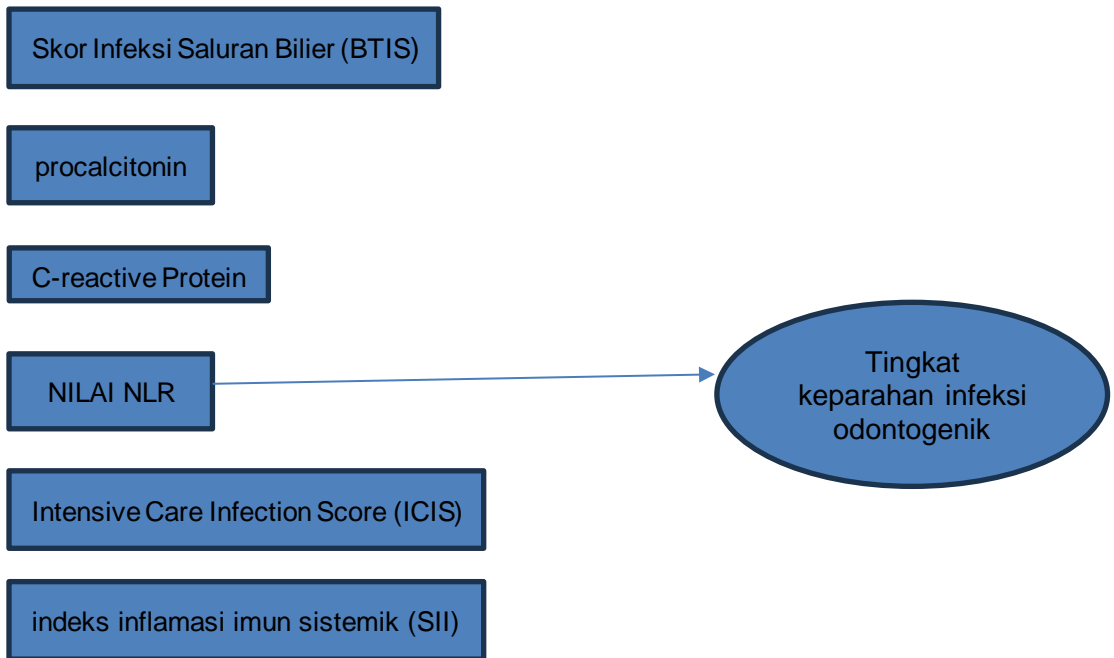 Skor Infeksi Saluran Bilier (BTIS)
procalcitonin
C-reactive Protein
NILAI NLR
Tingkat
keparahan infeksi
odontogenik
Intensive Care Infection Score (ICIS)
indeks inflamasi imun sistemik (SII)